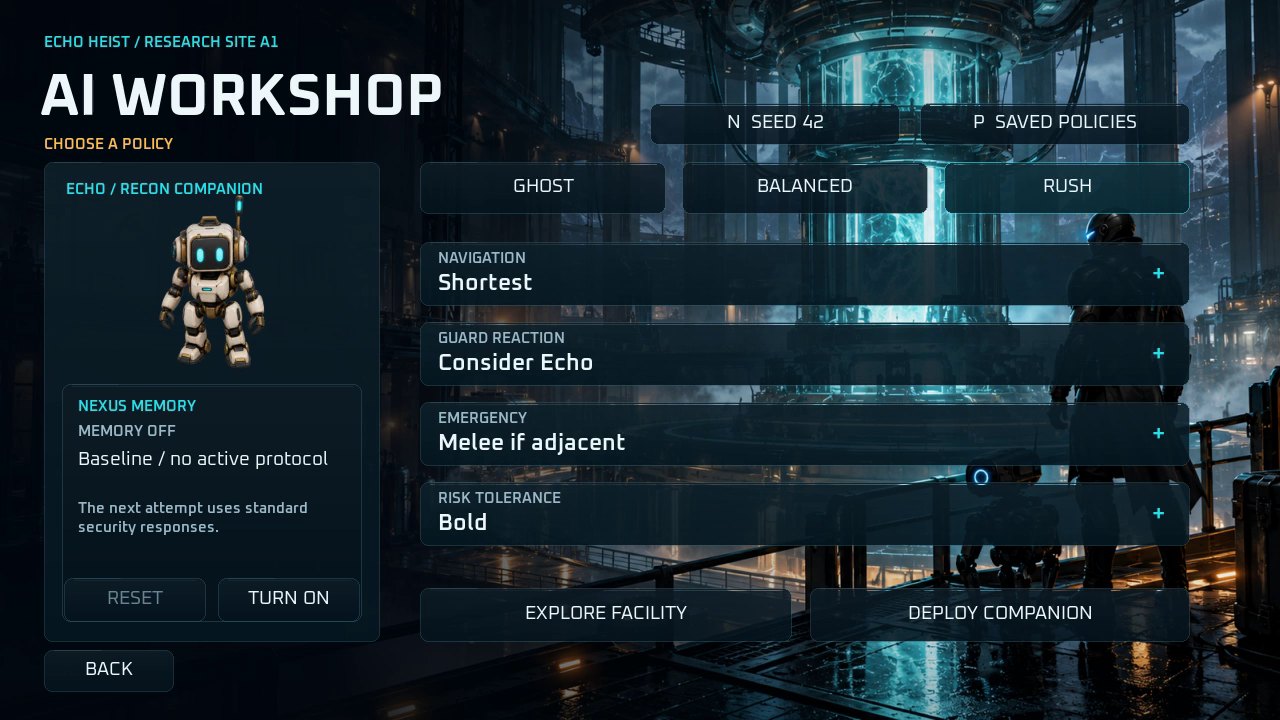 ECHO HEIST / RESEARCH SITE A1
AI WORKSHOP
CHOOSE A POLICY
N SEED 42
P SAVED POLICIES
ECHO / RECON COMPANION
GHOST
BALANCED
RUSH
NAVIGATION
Shortest
+
GUARD REACTION
Consider Echo
+
EMERGENCY
Melee if adjacent
+
RISK TOLERANCE
Bold
+
NEXUS MEMORY
MEMORY OFF
Baseline / no active protocol
The next attempt uses standard
security responses.
RESET
TURN ON
EXPLORE FACILITY
DEPLOY COMPANION
BACK